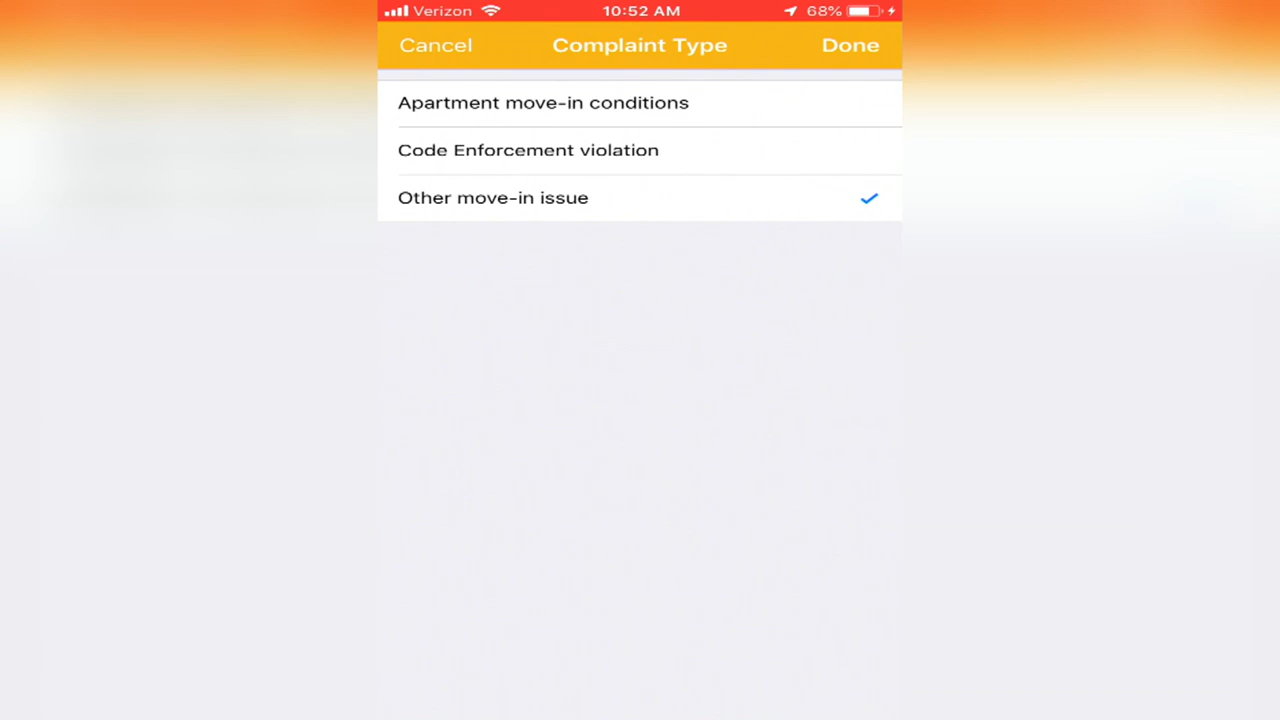 Verizon 10:52 AM 68%
Cancel Complaint Type Done
Apartment move-in conditions
Code Enforcement violation
Other move-in issue